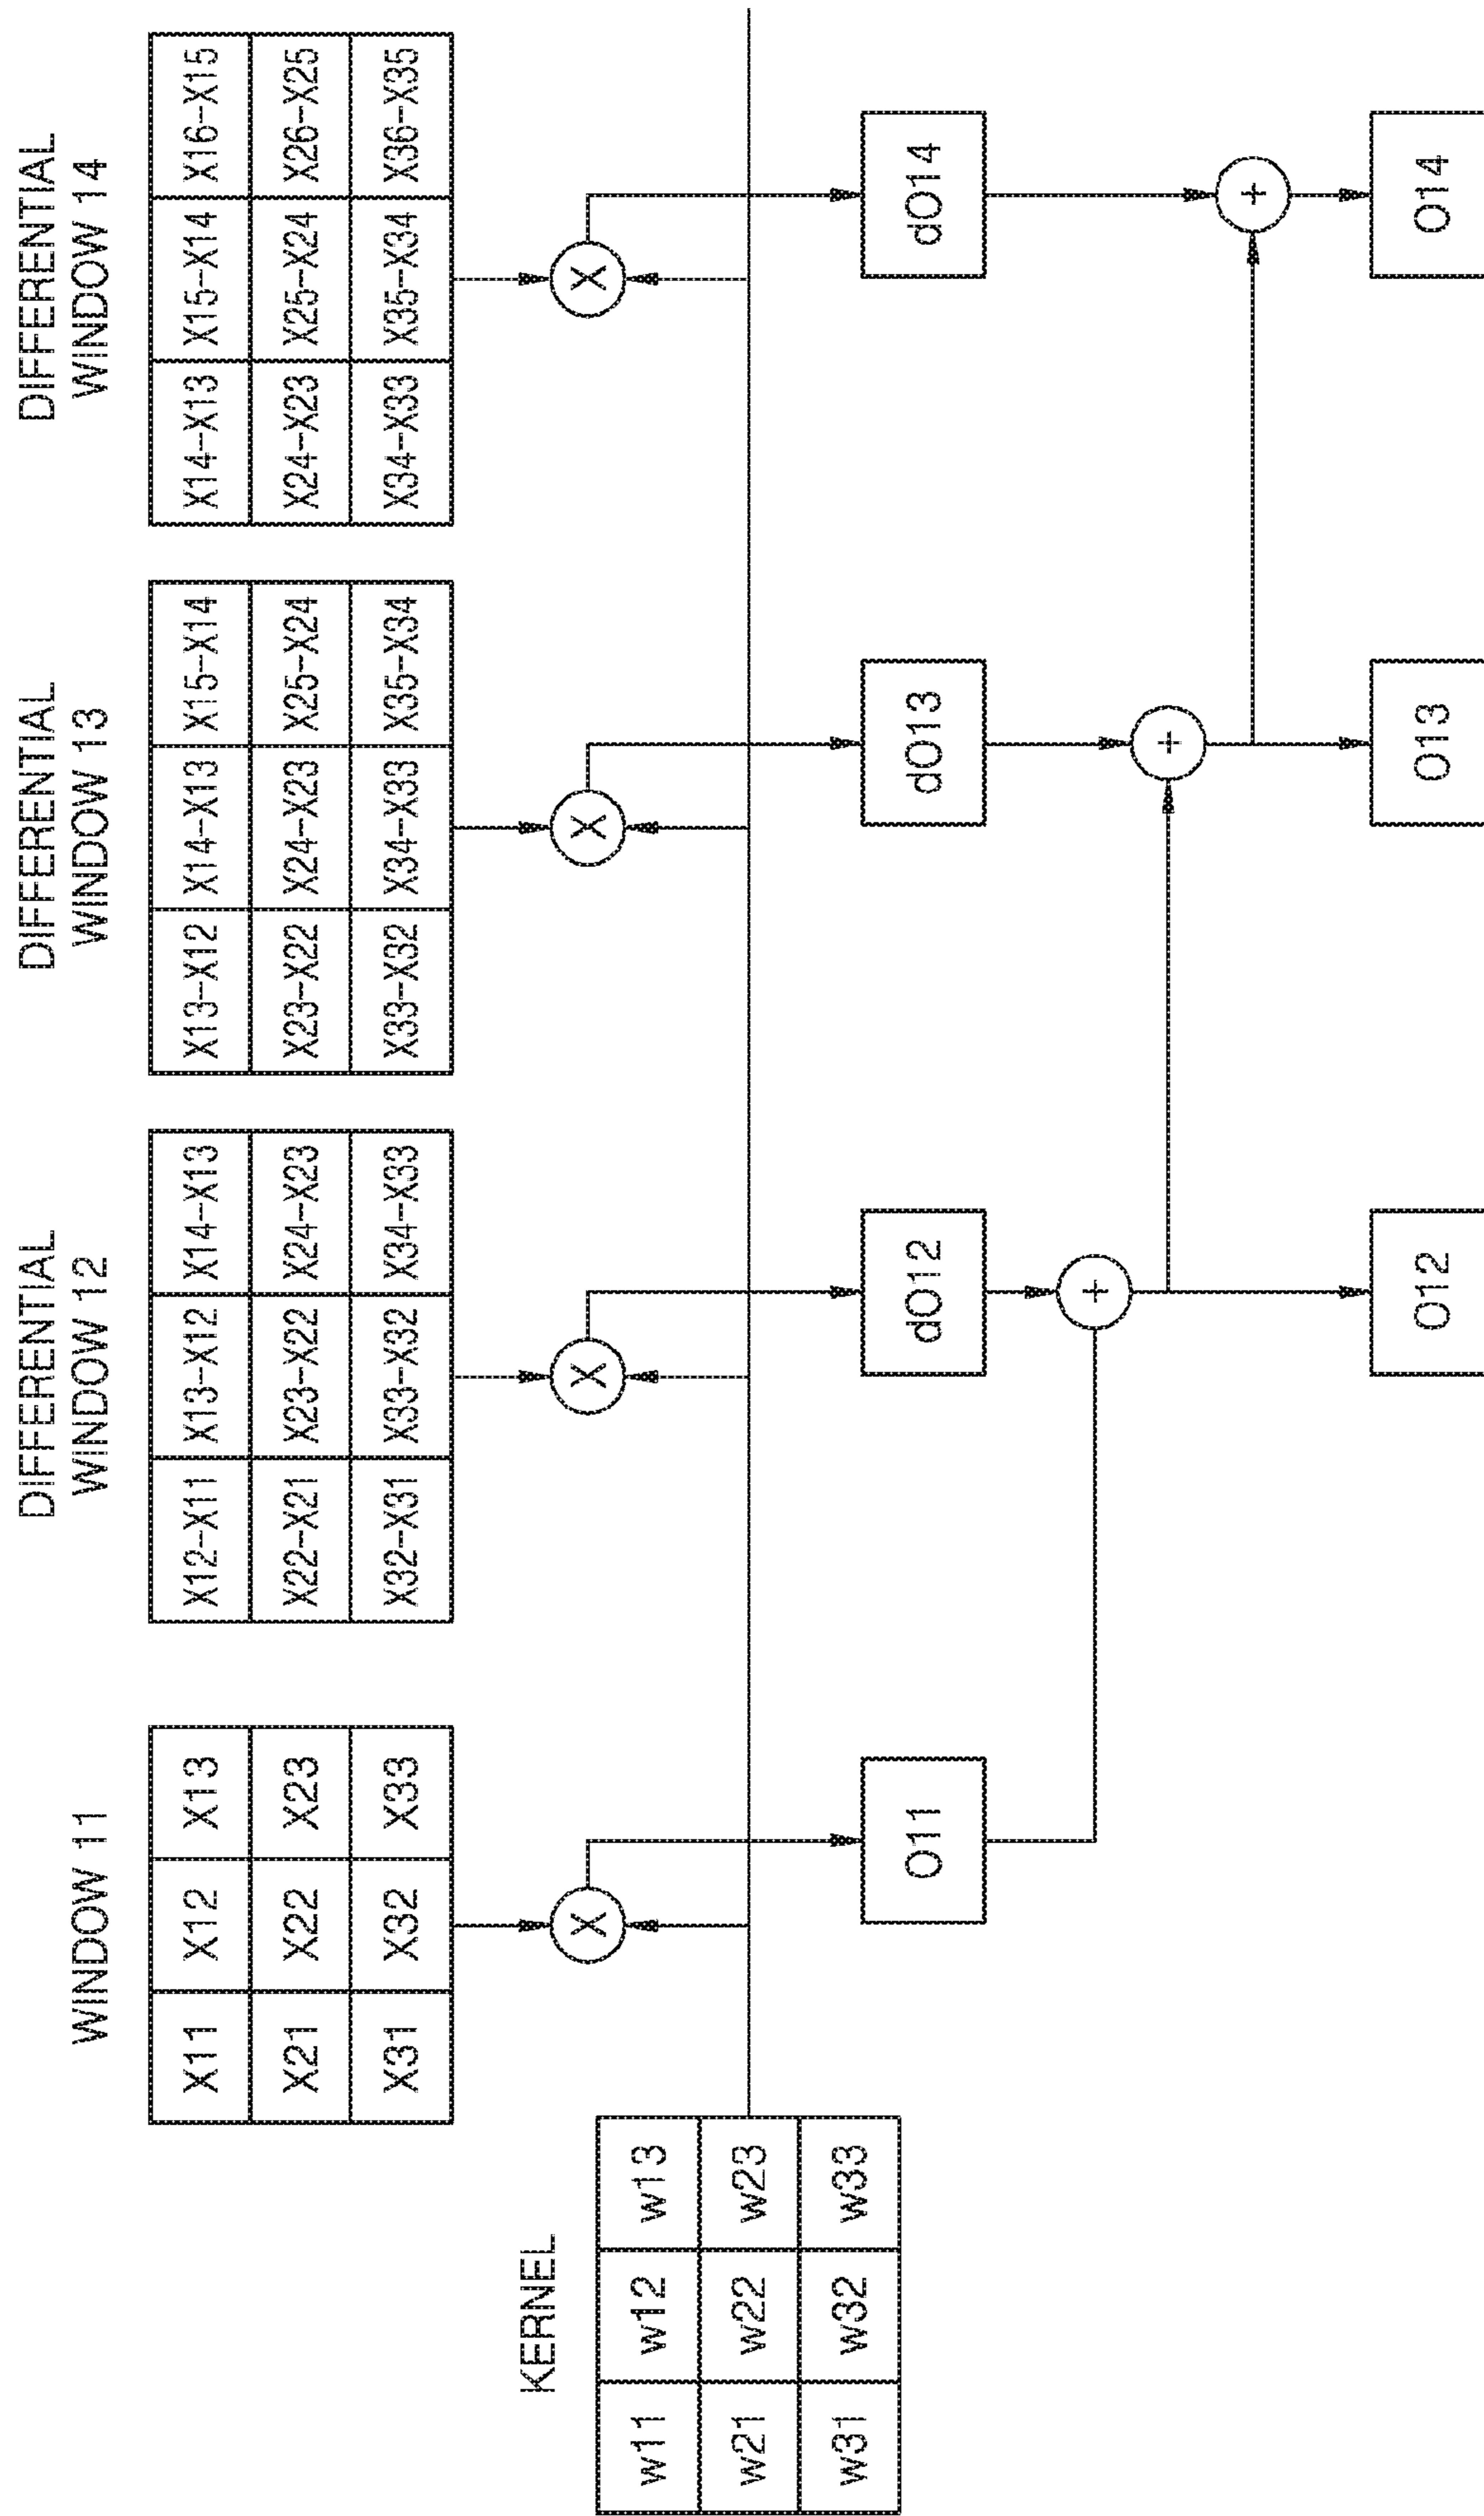 WINDOW 11
X11 X12 X13
X21 X22 X23
X31 X32 X33
DIFFERENTIAL
WINDOW 12
X12-X11 X13-X12 X14-X13
X22-X21 X23-X22 X24-X23
X32-X31 X33-X32 X34-X33
DIFFERENTIAL
WINDOW 13
X13-X12 X14-X13 X15-X14
X23-X22 X24-X23 X25-X24
X33-X32 X34-X33 X35-X34
DIFFERENTIAL
WINDOW 14
X14-X13 X15-X14 X16-X15
X24-X23 X25-X24 X26-X25
X34-X33 X35-X34 X36-X35
KERNEL
w11 w12 w13
w21 w22 w23
w31 w32 w33
X X X X
O11 dO12 dO13 dO14
+ + +
O12 O13 O14